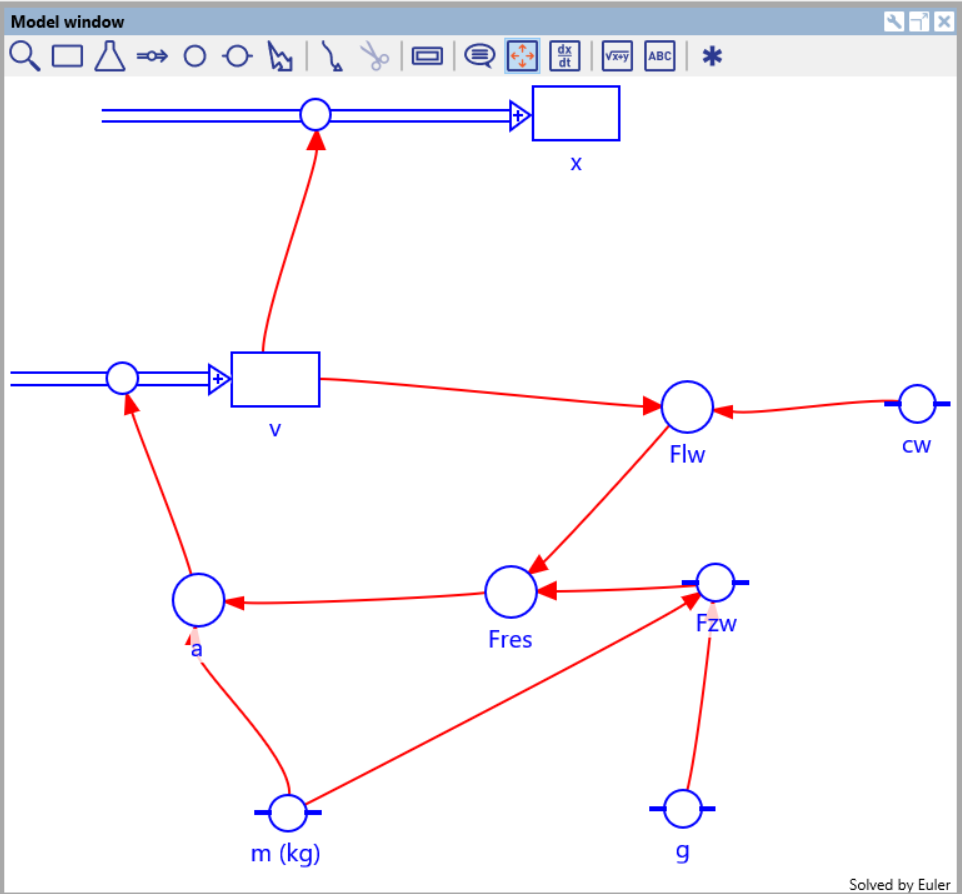 Model window
dx
dt
√x+y
ABC
x
v
Flw
cw
a
Fres
Fzw
m (kg)
g
Solved by Euler